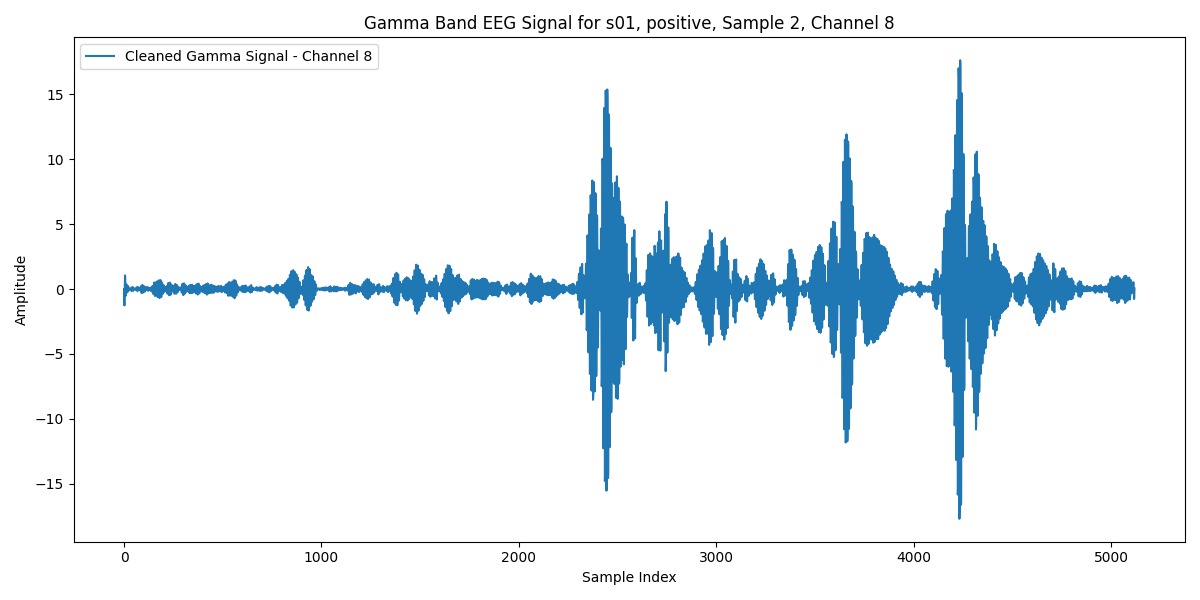 Gamma Band EEG Signal for s01, positive, Sample 2, Channel 8
Cleaned Gamma Signal - Channel 8
Amplitude
15
10
5
0
−5
−10
−15
0 1000 2000 3000 4000 5000
Sample Index